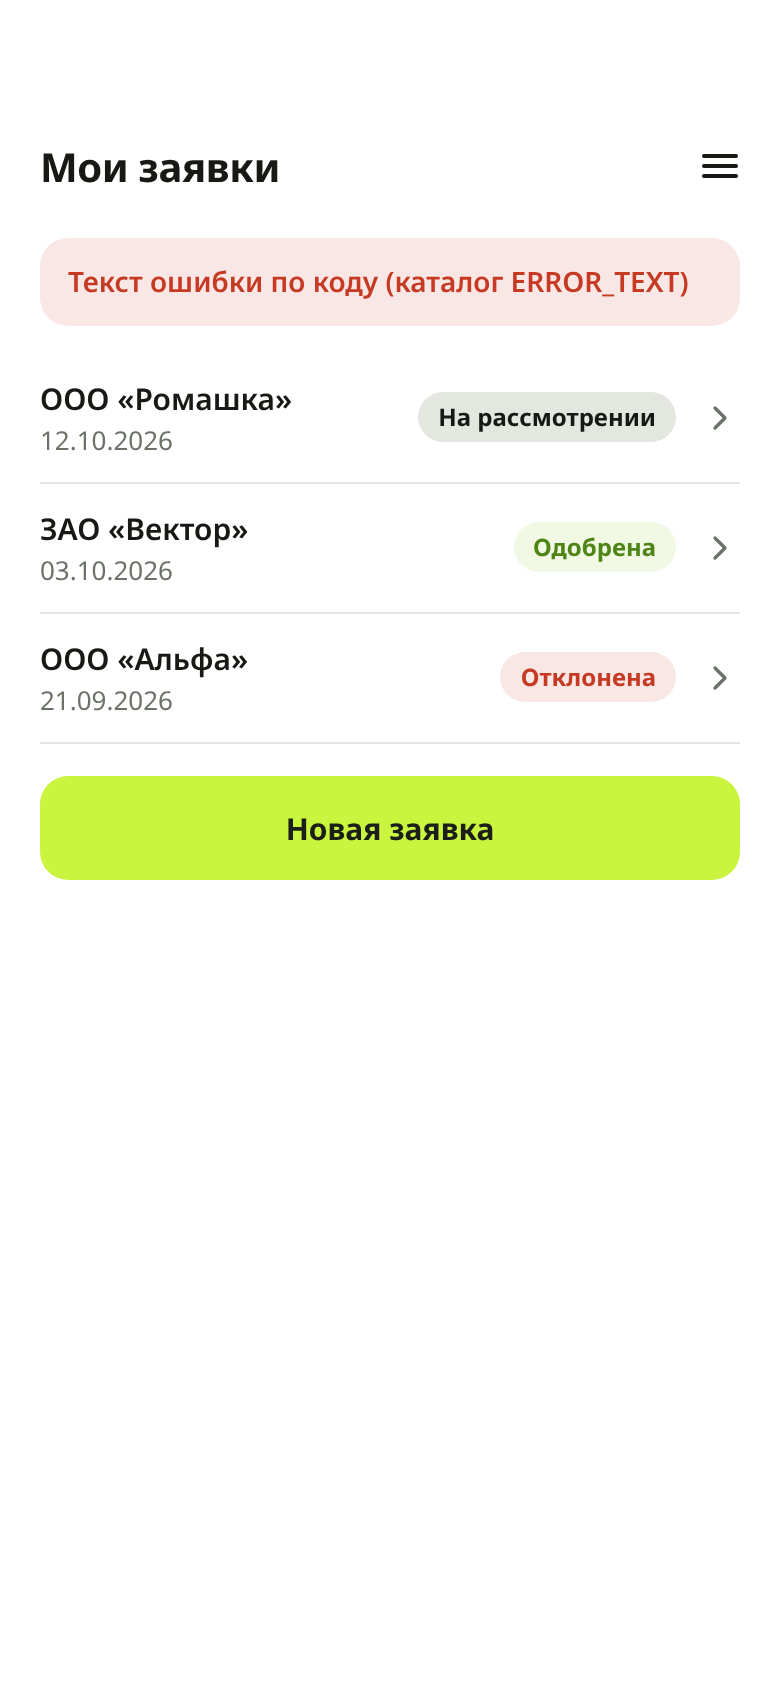 Мои заявки
Текст ошибки по коду (каталог ERROR_TEXT)
ООО «Ромашка»
12.10.2026
На рассмотрении
ЗАО «Вектор»
03.10.2026
Одобрена
ООО «Альфа»
21.09.2026
Отклонена
Новая заявка